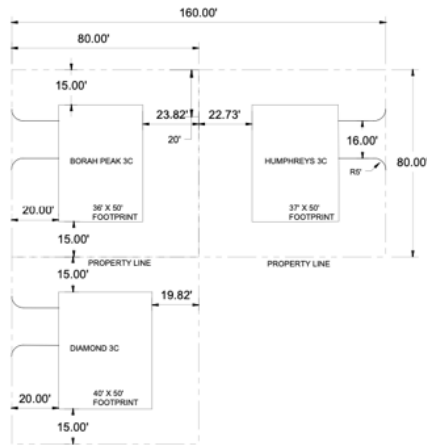 160.00'
80.00'
15.00'
23.82'
22.73'
20'
16.00'
80.00'
BORAH PEAK 3C
HUMPHREYS 3C
R5'
20.00'
36' X 50'
FOOTPRINT
37' X 50'
FOOTPRINT
15.00'
PROPERTY LINE
PROPERTY LINE
15.00'
19.82'
DIAMOND 3C
20.00'
40' X 50'
FOOTPRINT
15.00'